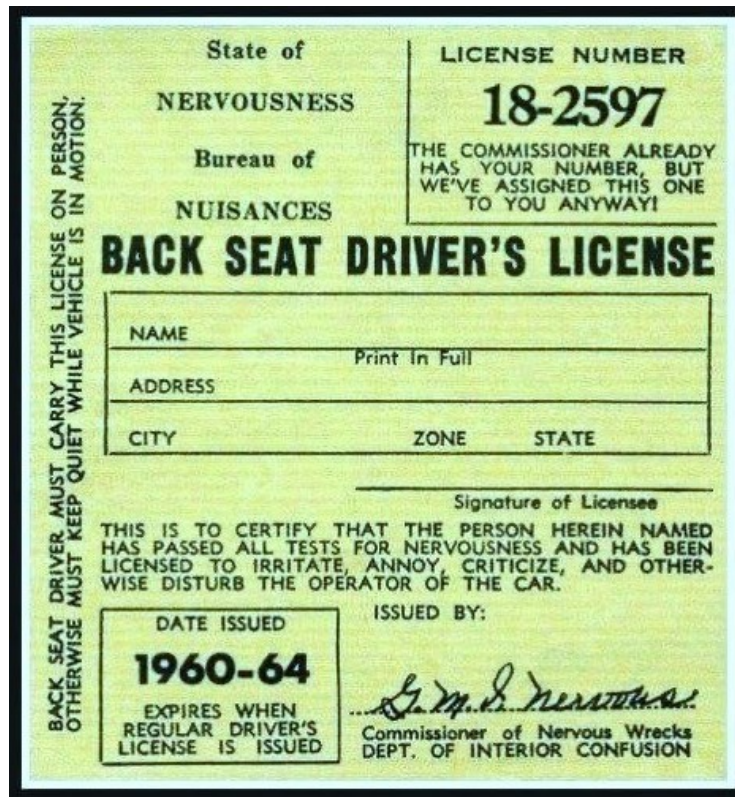 State of
NERVOUSNESS
Bureau of
NUISANCES
LICENSE NUMBER
18-2597
THE COMMISSIONER ALREADY
HAS YOUR NUMBER, BUT
WE'VE ASSIGNED THIS ONE
TO YOU ANYWAY!
BACK SEAT DRIVER'S LICENSE
NAME
Print In Full
ADDRESS
CITY ZONE STATE
Signature of Licensee
THIS IS TO CERTIFY THAT THE PERSON HEREIN NAMED
HAS PASSED ALL TESTS FOR NERVOUSNESS AND HAS BEEN
LICENSED TO IRRITATE, ANNOY, CRITICIZE, AND OTHER-
WISE DISTURB THE OPERATOR OF THE CAR.
DATE ISSUED
1960-64
EXPIRES WHEN
REGULAR DRIVER'S
LICENSE IS ISSUED
ISSUED BY:
G. M. I. Nervous
Commissioner of Nervous Wrecks
DEPT. OF INTERIOR CONFUSION
BACK SEAT DRIVER MUST CARRY THIS LICENSE ON PERSON,
OTHERWISE MUST KEEP QUIET WHILE VEHICLE IS IN MOTION.